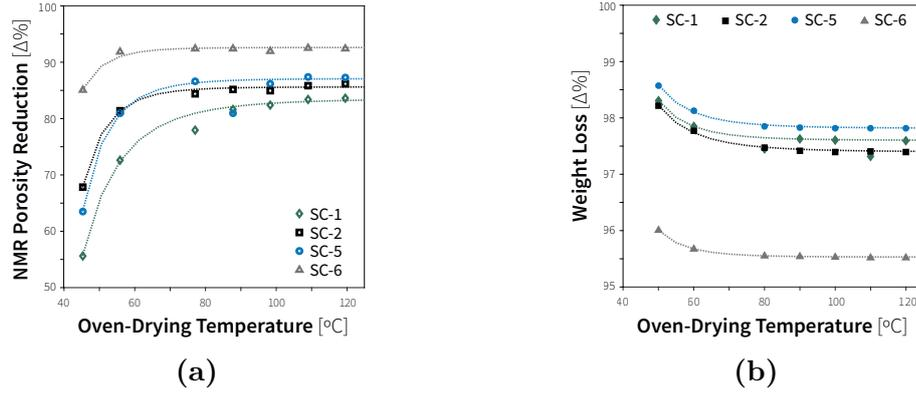 100
90
80
70
60
50
40
60
80
100
120
NMR Porosity Reduction [Δ%]
Oven-Drying Temperature [ºC]
SC-1
SC-2
SC-5
SC-6
(a)
SC-1 SC-2 SC-5 SC-6
100
99
98
97
96
95
40
60
80
100
120
Weight Loss [Δ%]
Oven-Drying Temperature [ºC]
(b)